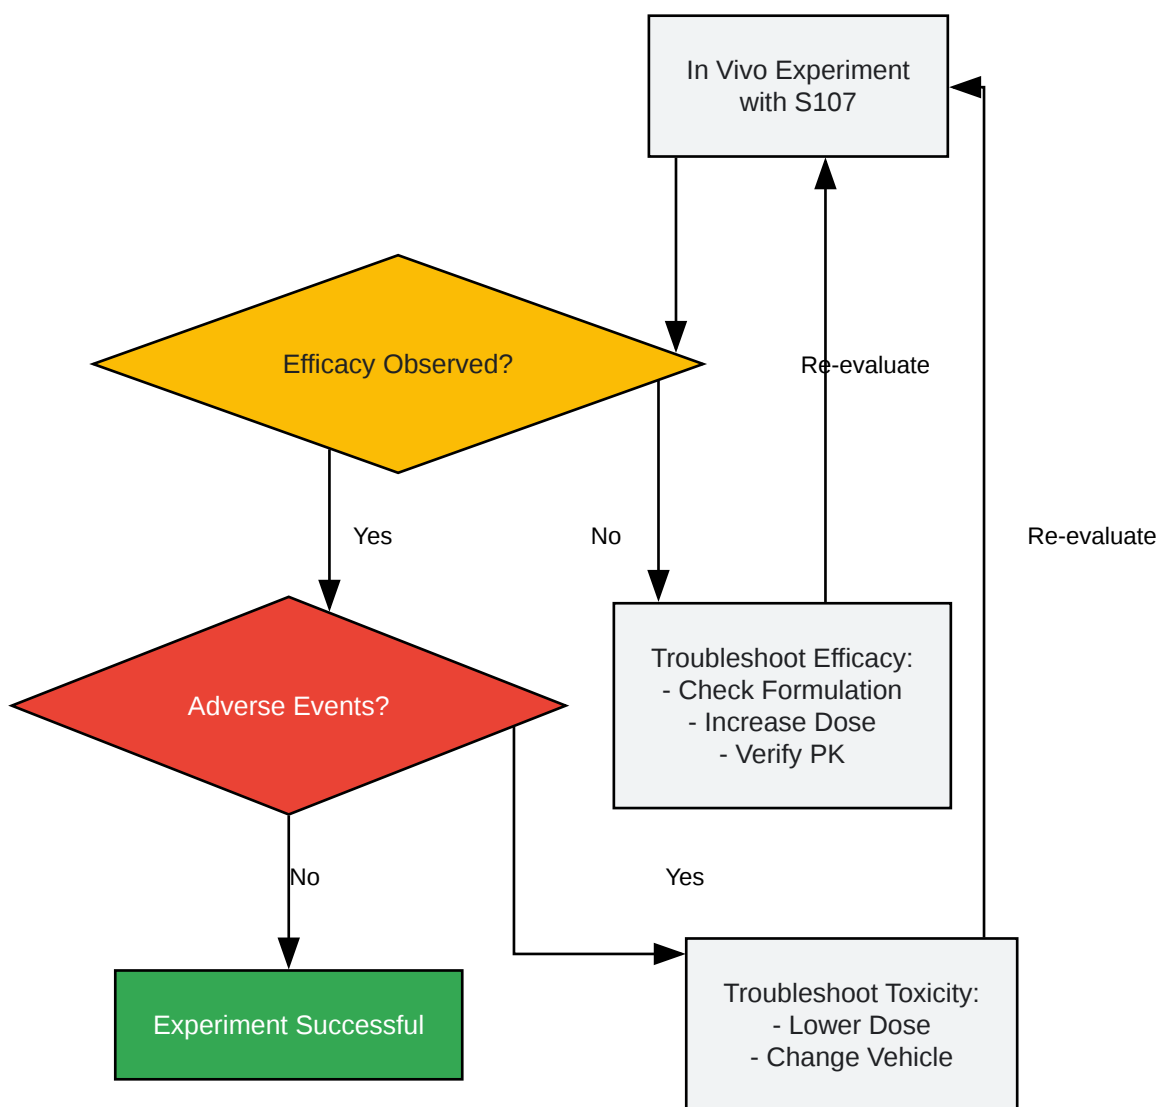 In Vivo Experiment
with S107
Efficacy Observed?
Re-evaluate
Yes
No
Re-evaluate
Troubleshoot Efficacy:
- Check Formulation
- Increase Dose
- Verify PK
Adverse Events?
No
Yes
Experiment Successful
Troubleshoot Toxicity:
- Lower Dose
- Change Vehicle